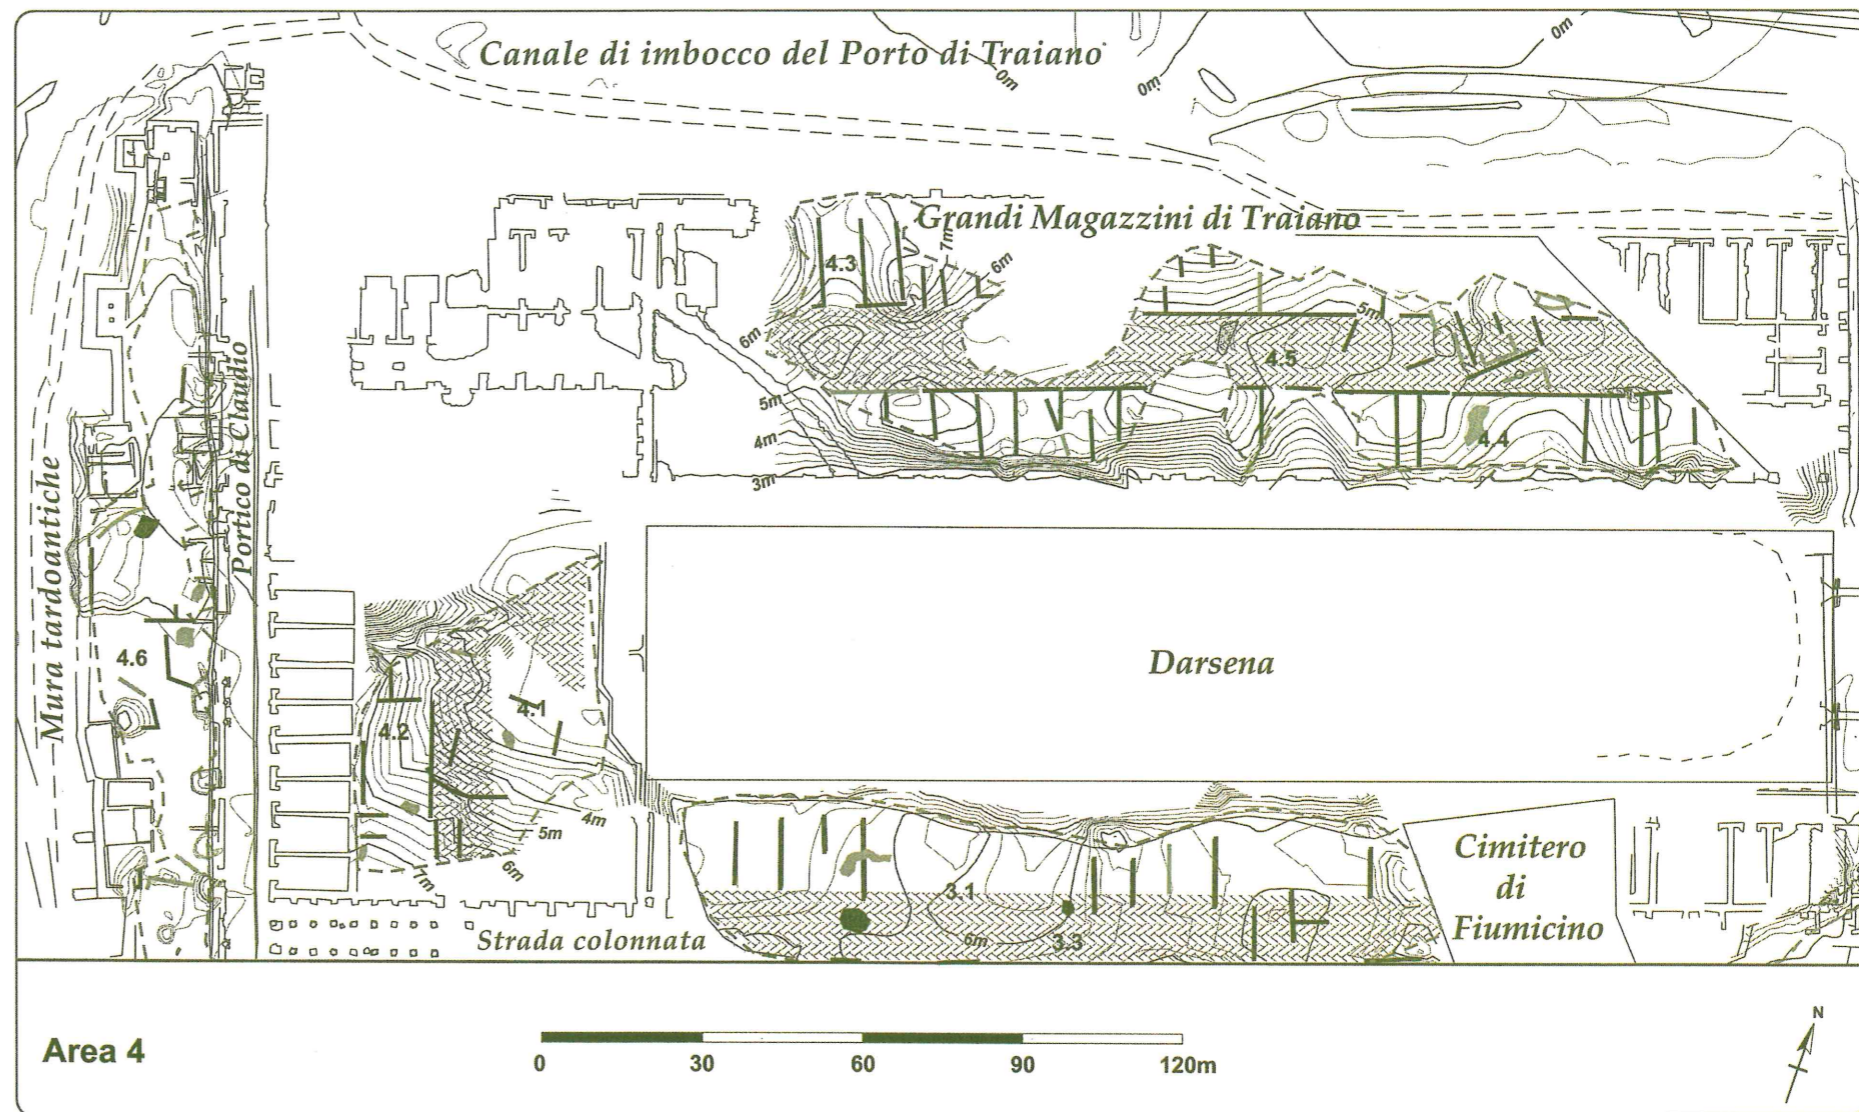 Canale di imbocco del Porto di Traiano
0m
0m
0m
Grandi Magazzini di Traiano
4.3
7m
6m
6m
5m
4.5
5m
4m
4.4
3m
Mura tardoantiche
Portico di Claudio
4.6
4.2
4.1
Darsena
4m
5m
6m
7m
3.1
6m
3.3
Strada colonnata
Cimitero
di
Fiumicino
Area 4
0 30 60 90 120m
N